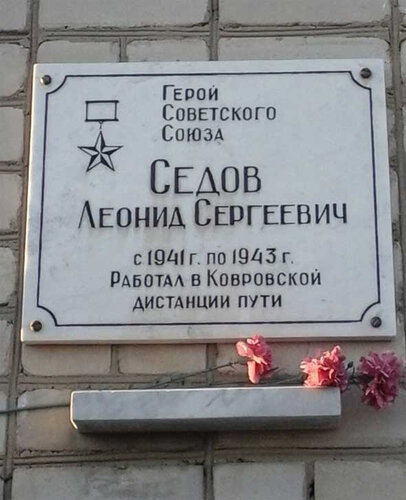 Герой
Советского
Союза
Седов
Леонид Сергеевич
с 1941 г. по 1943 г.
Работал в Ковровской
дистанции пути